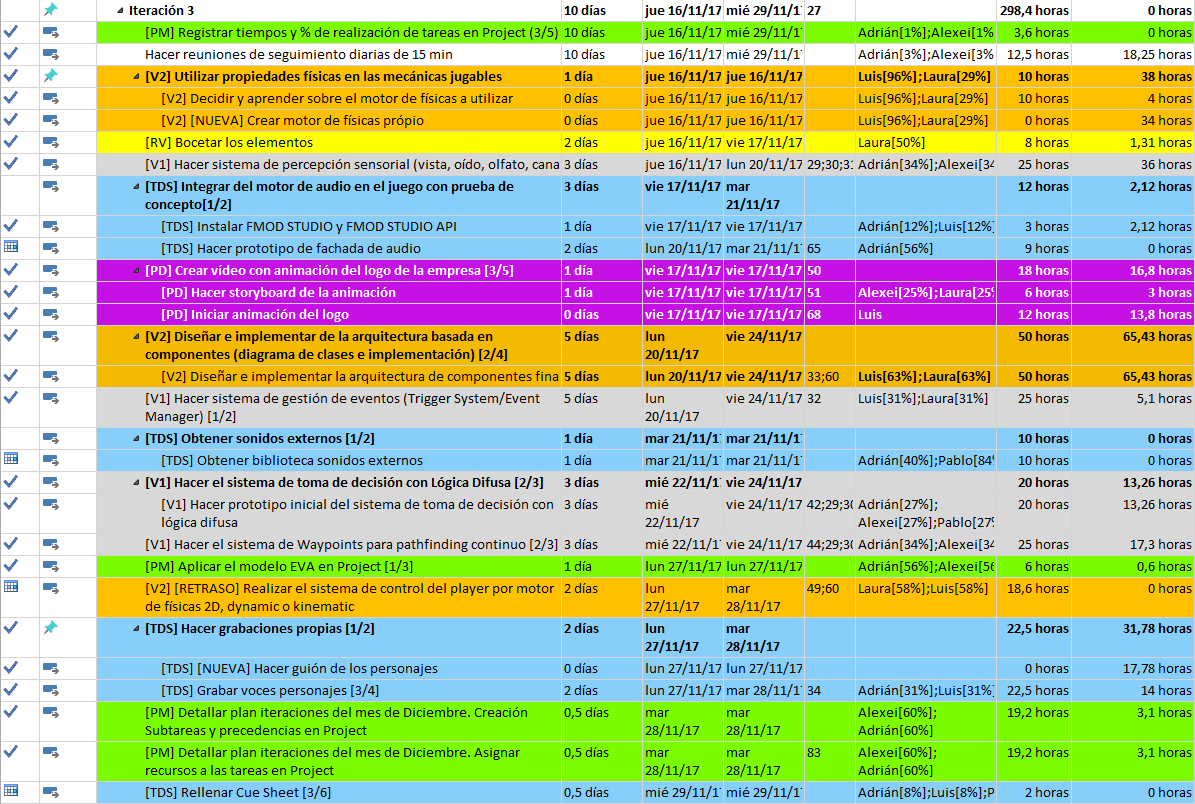 Iteración 3 10 días jue 16/11/1 mié 29/11/1 27 298,4 horas 0 horas
[PM] Registrar tiempos y % de realización de tareas en Project (3/5) 10 días jue 16/11/17 mié 29/11/17 Adrián[1%];Alexei[1% 3,6 horas 0 horas
Hacer reuniones de seguimiento diarias de 15 min 10 días jue 16/11/17 mié 29/11/17 Adrián[3%];Alexei[3% 12,5 horas 18,25 horas
[V2] Utilizar propiedades físicas en las mecánicas jugables 1 día jue 16/11/17 jue 16/11/17 Luis[96%];Laura[29%] 10 horas 38 horas
[V2] Decidir y aprender sobre el motor de físicas a utilizar 0 días jue 16/11/17 jue 16/11/17 Luis[96%];Laura[29%] 10 horas 4 horas
[V2] [NUEVA] Crear motor de físicas própio 0 días jue 16/11/17 jue 16/11/17 Luis[96%];Laura[29%] 0 horas 34 horas
[RV] Bocetar los elementos 2 días jue 16/11/17 vie 17/11/17 Laura[50%] 8 horas 1,31 horas
[V1] Hacer sistema de percepción sensorial (vista, oído, olfato, cana 3 días jue 16/11/17 lun 20/11/17 29;30;31 Adrián[34%];Alexei[34 25 horas 36 horas
[TDS] Integrar del motor de audio en el juego con prueba de 3 días vie 17/11/17 mar 12 horas 2,12 horas
concepto[1/2] 21/11/17
[TDS] Instalar FMOD STUDIO y FMOD STUDIO API 1 día vie 17/11/17 vie 17/11/17 Adrián[12%];Luis[12%] 3 horas 2,12 horas
[TDS] Hacer prototipo de fachada de audio 2 días lun 20/11/17 mar 21/11/17 65 Adrián[56%] 9 horas 0 horas
[PD] Crear vídeo con animación del logo de la empresa [3/5] 1 día vie 17/11/17 vie 17/11/17 50 18 horas 16,8 horas
[PD] Hacer storyboard de la animación 1 día vie 17/11/17 vie 17/11/17 51 Alexei[25%];Laura[25% 6 horas 3 horas
[PD] Iniciar animación del logo 0 días vie 17/11/17 vie 17/11/17 68 Luis 12 horas 13,8 horas
[V2] Diseñar e implementar de la arquitectura basada en 5 días lun vie 24/11/17 50 horas 65,43 horas
componentes (diagrama de clases e implementación) [2/4] 20/11/17
[V2] Diseñar e implementar la arquitectura de componentes fina 5 días lun 20/11/17 vie 24/11/17 33;60 Luis[63%];Laura[63%] 50 horas 65,43 horas
[V1] Hacer sistema de gestión de eventos (Trigger System/Event 5 días lun vie 24/11/17 32 Luis[31%];Laura[31%] 25 horas 5,1 horas
Manager) [1/2] 20/11/17
[TDS] Obtener sonidos externos [1/2] 1 día mar 21/11/1 mar 21/11/1 10 horas 0 horas
[TDS] Obtener biblioteca sonidos externos 1 día mar 21/11/17 mar 21/11/17 Adrián[40%];Pablo[84% 10 horas 0 horas
[V1] Hacer el sistema de toma de decisión con Lógica Difusa [2/3] 3 días mié 22/11/1 vie 24/11/17 20 horas 13,26 horas
[V1] Hacer prototipo inicial del sistema de toma de decisión con 3 días mié vie 24/11/17 42;29;30 Adrián[27%]; 20 horas 13,26 horas
lógica difusa 22/11/17 Alexei[27%];Pablo[27%
[V1] Hacer el sistema de Waypoints para pathfinding continuo [2/3] 3 días mié 22/11/17 vie 24/11/17 44;29;30 Adrián[34%];Alexei[34 25 horas 17,3 horas
[PM] Aplicar el modelo EVA en Project [1/3] 1 día lun 27/11/17 lun 27/11/17 Adrián[56%];Alexei[56 6 horas 0,6 horas
[V2] [RETRASO] Realizar el sistema de control del player por motor 2 días lun mar 49;60 Laura[58%];Luis[58%] 18,6 horas 0 horas
de físicas 2D, dynamic o kinematic 27/11/17 28/11/17
[TDS] Hacer grabaciones propias [1/2] 2 días lun mar 22,5 horas 31,78 horas
27/11/17 28/11/17
[TDS] [NUEVA] Hacer guión de los personajes 0 días lun 27/11/17 lun 27/11/17 0 horas 17,78 horas
[TDS] Grabar voces personajes [3/4] 2 días lun 27/11/17 mar 28/11/17 34 Adrián[31%];Luis[31%] 22,5 horas 14 horas
[PM] Detallar plan iteraciones del mes de Diciembre. Creación 0,5 días mar mar Alexei[60%]; 19,2 horas 3,1 horas
Subtareas y precedencias en Project 28/11/17 28/11/17 Adrián[60%]
[PM] Detallar plan iteraciones del mes de Diciembre. Asignar 0,5 días mar mar 83 Alexei[60%]; 19,2 horas 3,1 horas
recursos a las tareas en Project 28/11/17 28/11/17 Adrián[60%]
[TDS] Rellenar Cue Sheet [3/6] 0,5 días mié 29/11/17 mié 29/11/17 Adrián[8%];Luis[8%];P 2 horas 0 horas